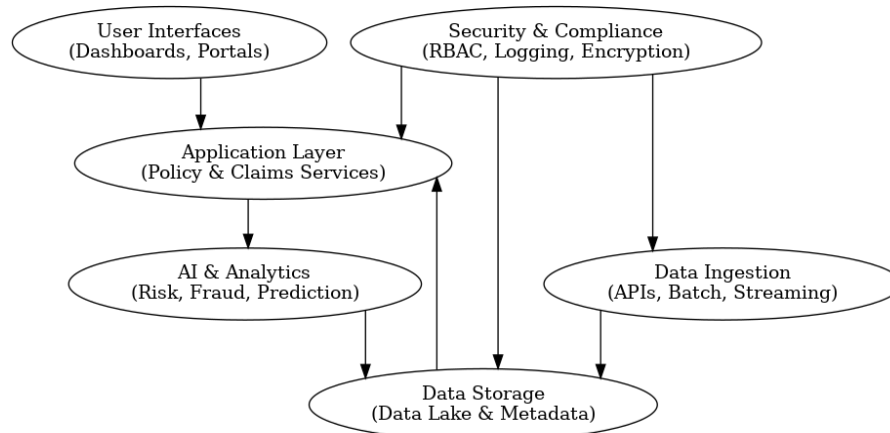 User Interfaces
(Dashboards, Portals)
Security & Compliance
(RBAC, Logging, Encryption)
Application Layer
(Policy & Claims Services)
AI & Analytics
(Risk, Fraud, Prediction)
Data Ingestion
(APIs, Batch, Streaming)
Data Storage
(Data Lake & Metadata)